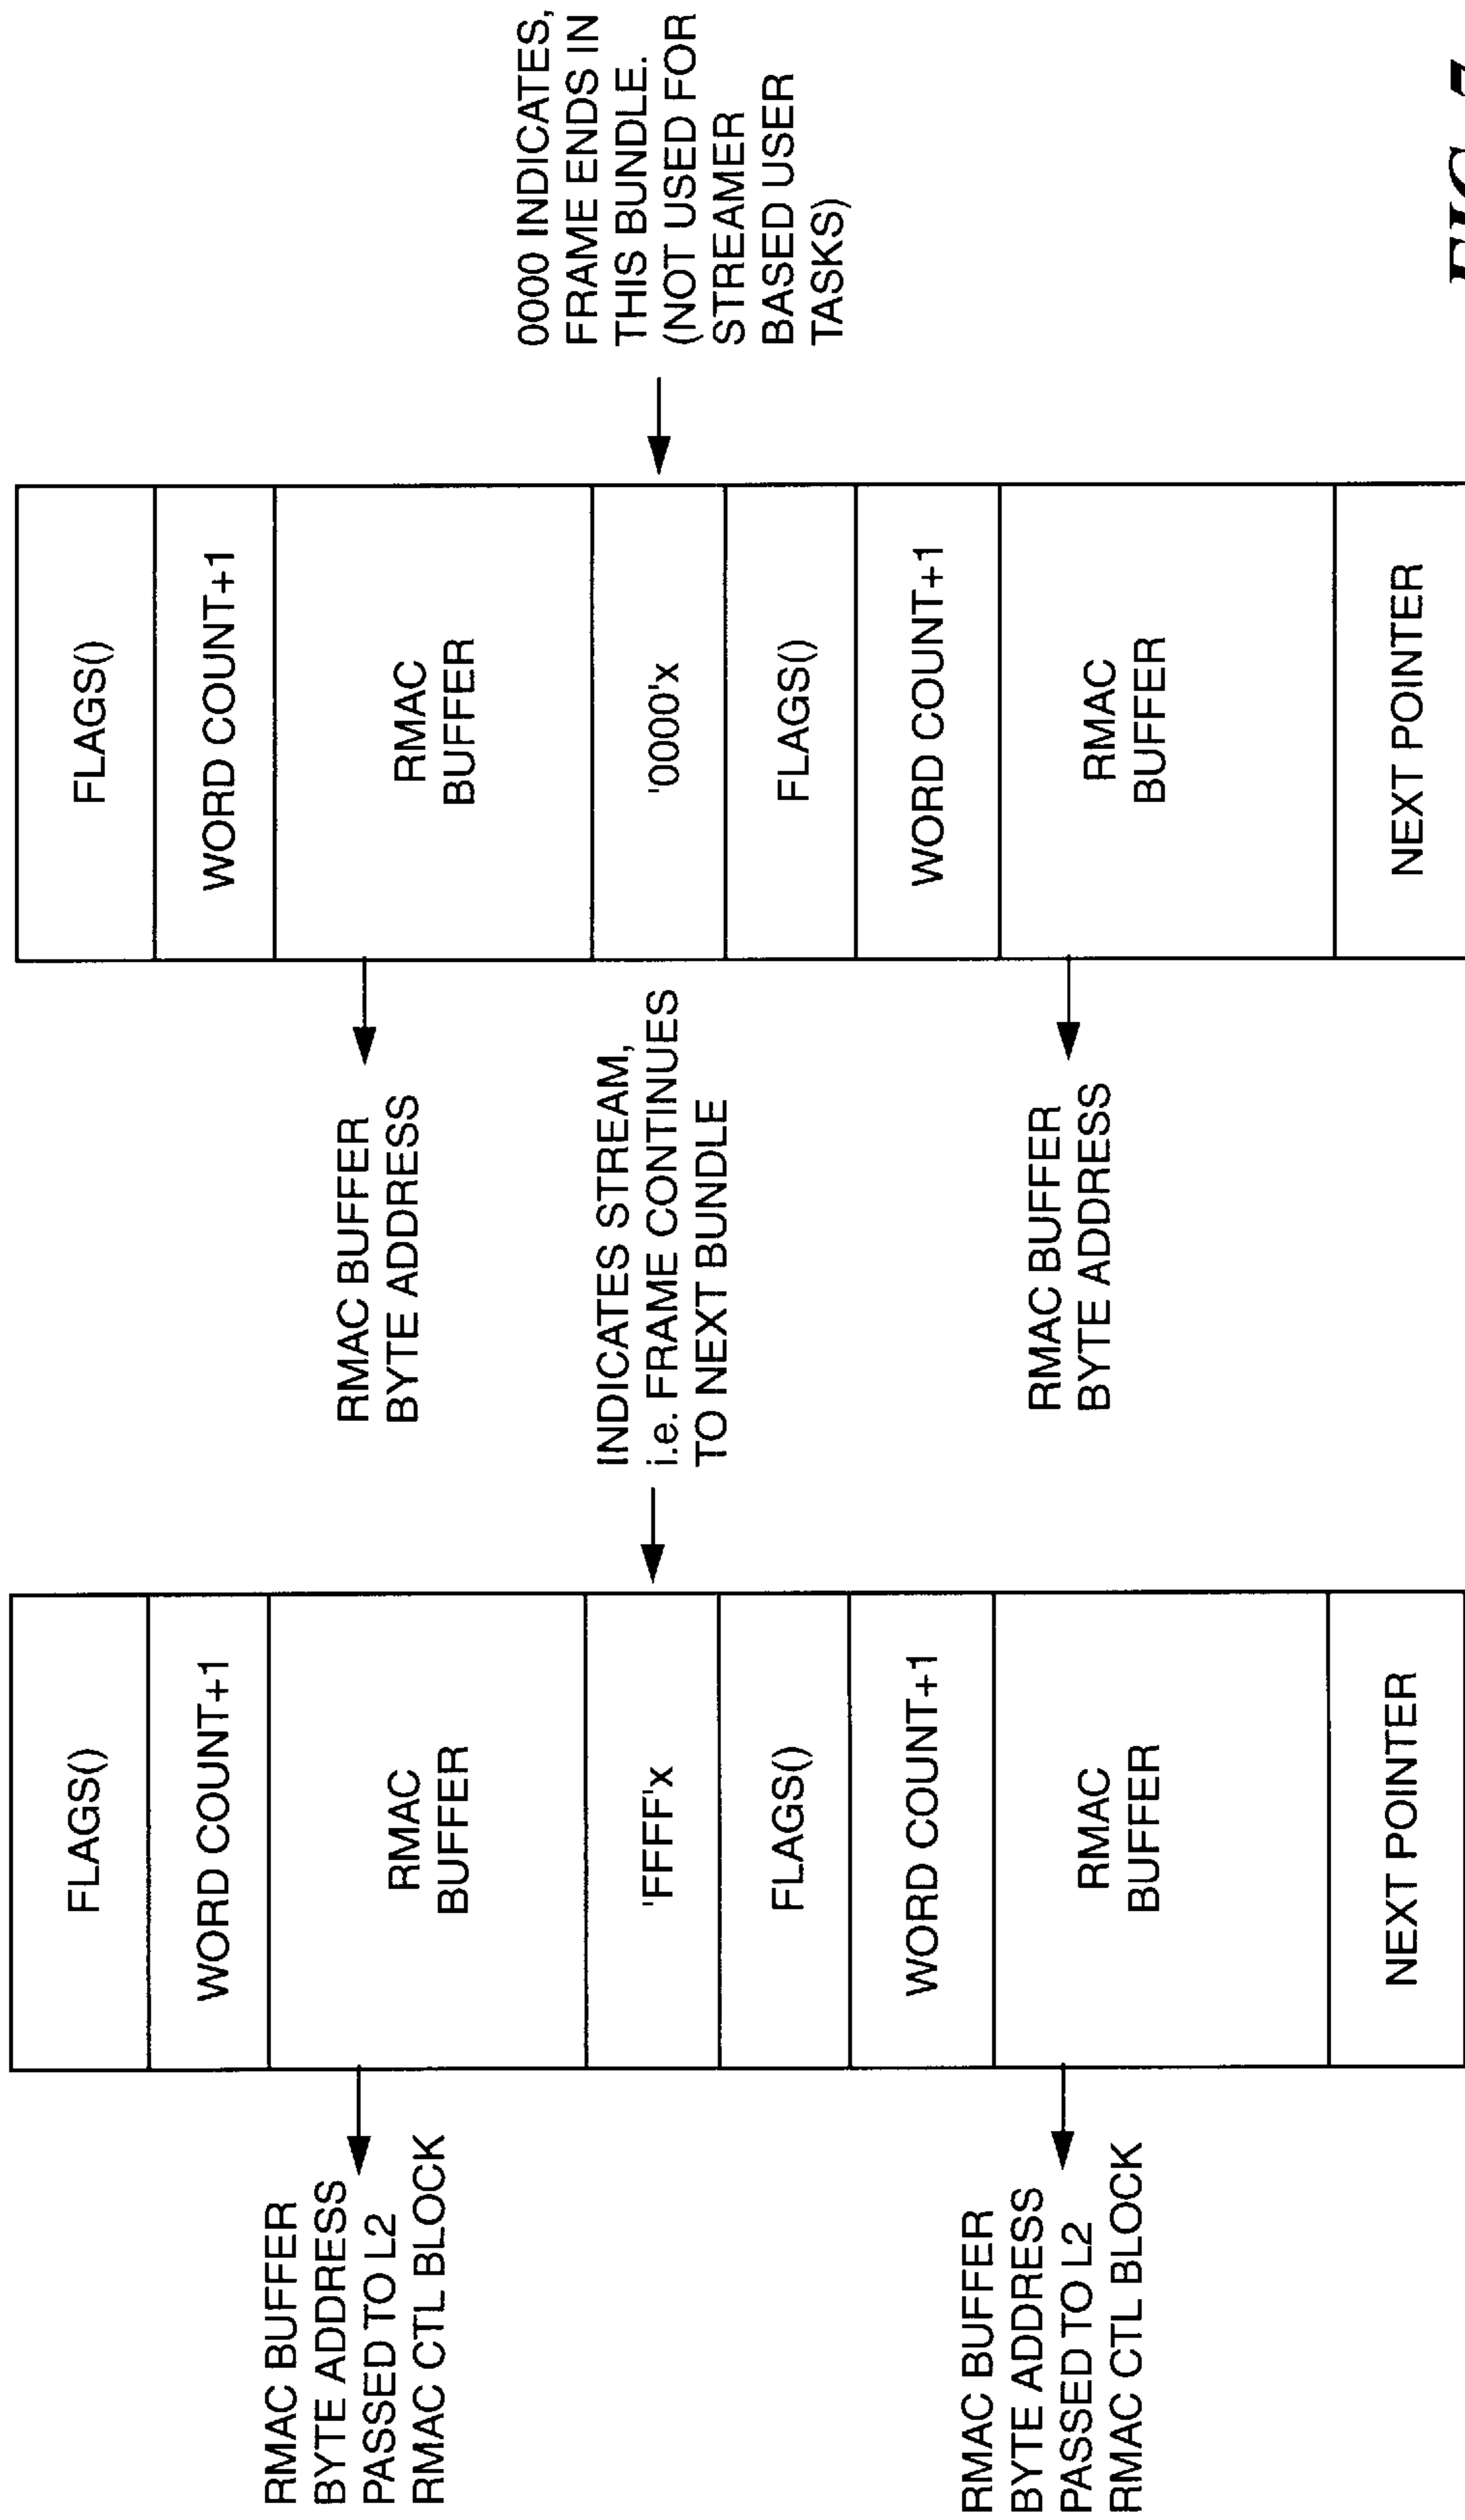 RMAC BUFFER
BYTE ADDRESS
PASSED TO L2
RMAC CTL BLOCK
RMAC BUFFER
BYTE ADDRESS
PASSED TO L2
RMAC CTL BLOCK
FLAGS()
WORD COUNT+1
RMAC
BUFFER
'FFFF'x
FLAGS()
WORD COUNT+1
RMAC
BUFFER
NEXT POINTER
RMAC BUFFER
BYTE ADDRESS
INDICATES STREAM,
i.e. FRAME CONTINUES
TO NEXT BUNDLE
RMAC BUFFER
BYTE ADDRESS
FLAGS()
WORD COUNT+1
RMAC
BUFFER
'0000'x
FLAGS()
WORD COUNT+1
RMAC
BUFFER
NEXT POINTER
0000 INDICATES,
FRAME ENDS IN
THIS BUNDLE.
(NOT USED FOR
STREAMER
BASED USER
TASKS)